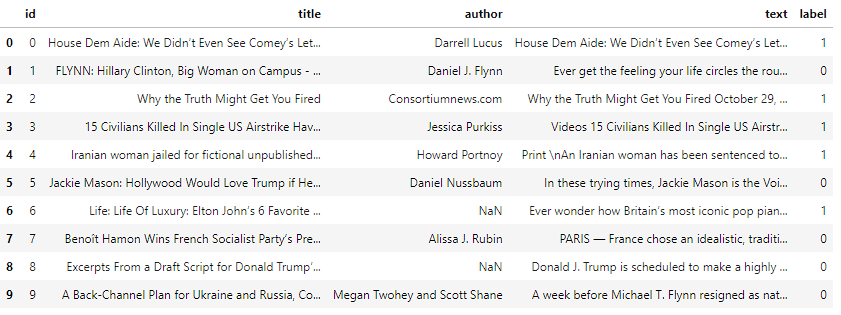 id title author text label
0 0 House Dem Aide: We Didn't Even See Comey's Let... Darrell Lucus House Dem Aide: We Didn't Even See Comey's Let... 1
1 1 FLYNN: Hillary Clinton, Big Woman on Campus - ... Daniel J. Flynn Ever get the feeling your life circles the rou... 0
2 2 Why the Truth Might Get You Fired Consortiumnews.com Why the Truth Might Get You Fired October 29, ... 1
3 3 15 Civilians Killed In Single US Airstrike Hav... Jessica Purkiss Videos 15 Civilians Killed In Single US Airstr... 1
4 4 Iranian woman jailed for fictional unpublished... Howard Portnoy Print \nAn Iranian woman has been sentenced to... 1
5 5 Jackie Mason: Hollywood Would Love Trump if He... Daniel Nussbaum In these trying times, Jackie Mason is the Voi... 0
6 6 Life: Life Of Luxury: Elton John's 6 Favorite ... NaN Ever wonder how Britain's most iconic pop pian... 1
7 7 Benoît Hamon Wins French Socialist Party's Pre... Alissa J. Rubin PARIS — France chose an idealistic, traditi... 0
8 8 Excerpts From a Draft Script for Donald Trump'... NaN Donald J. Trump is scheduled to make a highly ... 0
9 9 A Back-Channel Plan for Ukraine and Russia, Co... Megan Twohey and Scott Shane A week before Michael T. Flynn resigned as nat... 0